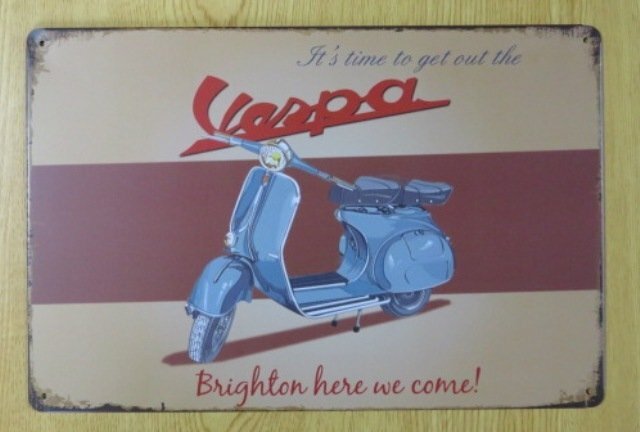 It's time to get out the
Vespa
Brighton here we come!